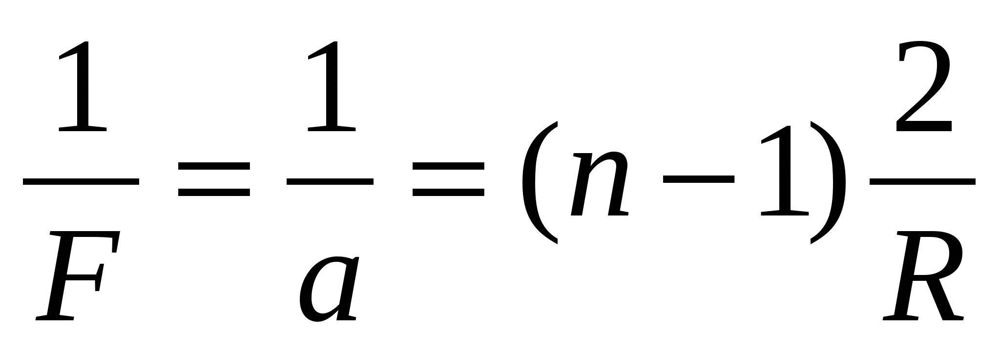 1/F = 1/a = (n − 1) 2/R